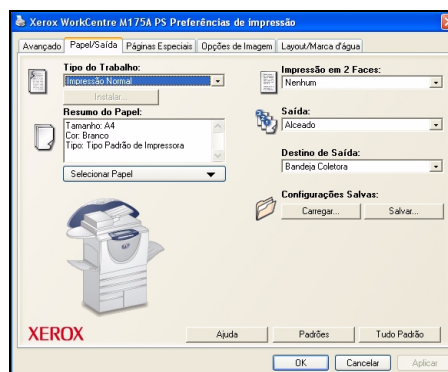 Xerox WorkCentre M175A PS Preferências de impressão
Avançado
Papel/Saída
Páginas Especiais
Opções de Imagem
Layout/Marca d'água
Tipo do Trabalho:
Impressão Normal
Instalar...
Resumo do Papel:
Tamanho: A4
Cor: Branco
Tipo: Tipo Padrão de Impressora
Selecionar Papel
Impressão em 2 Faces:
Nenhum
Saída:
Alceado
Destino de Saída:
Bandeja Coletora
Configurações Salvas:
Carregar...
Salvar...
XEROX
Ajuda
Padrões
Tudo Padrão
OK
Cancelar
Aplicar